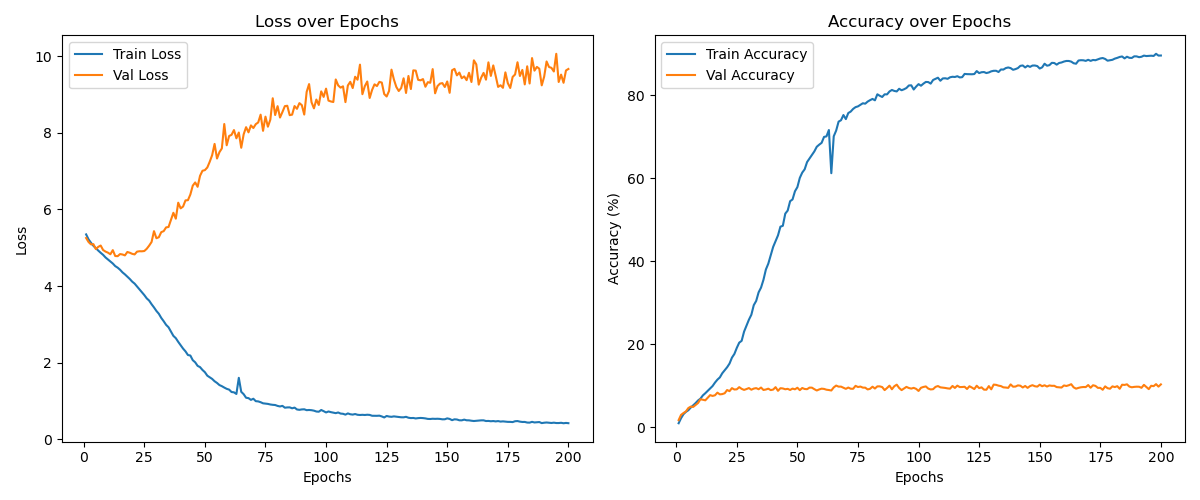 Loss over Epochs
Train Loss
Val Loss
10
8
6
4
2
0
Loss
0 25 50 75 100 125 150 175 200
Epochs
Accuracy over Epochs
Train Accuracy
Val Accuracy
80
60
40
20
0
Accuracy (%)
0 25 50 75 100 125 150 175 200
Epochs